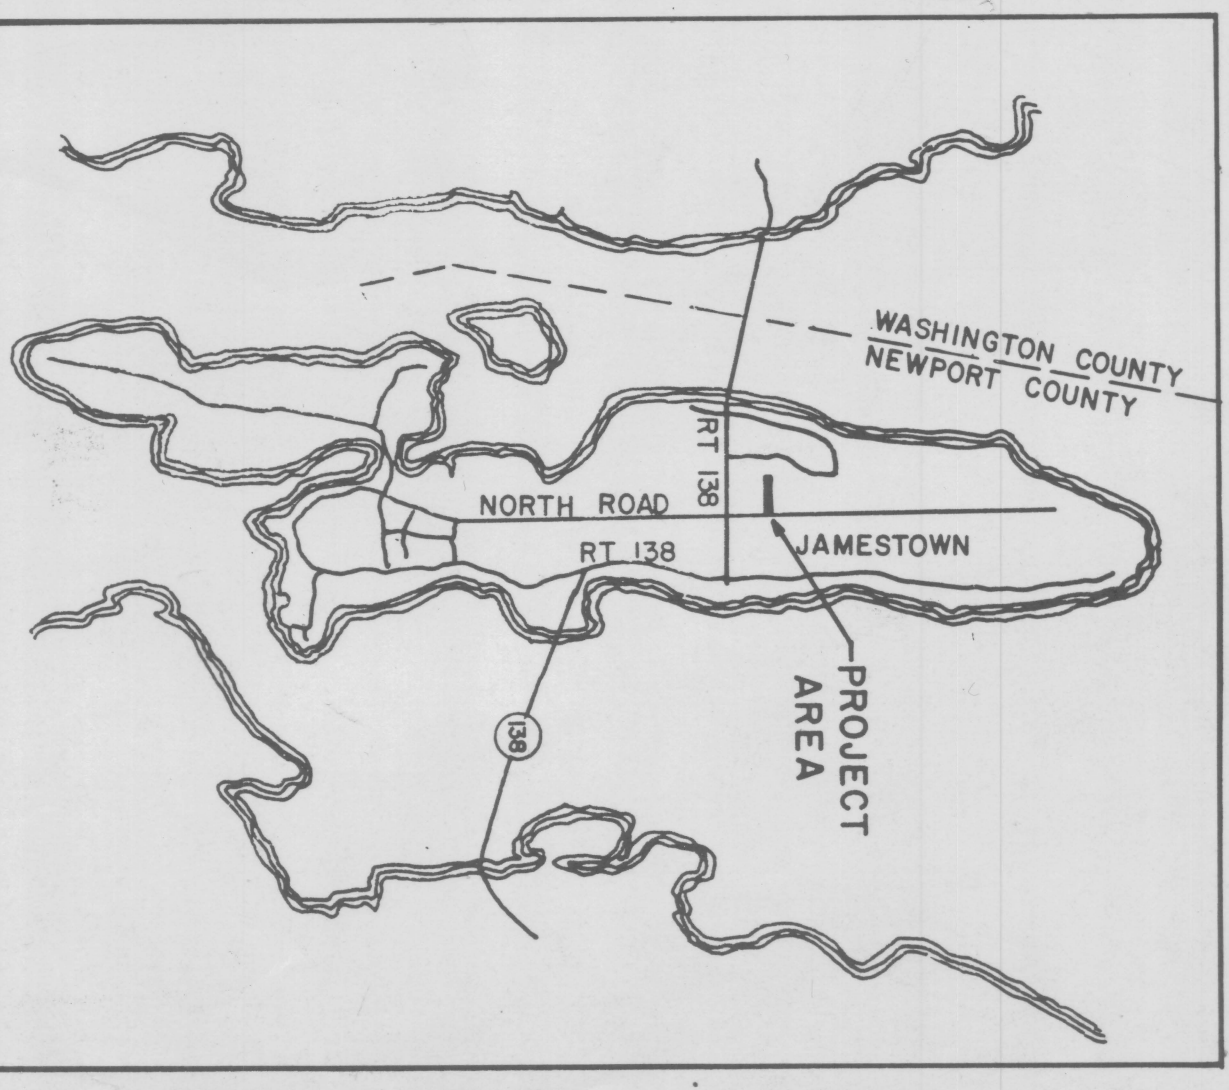 WASHINGTON COUNTY
NEWPORT COUNTY
RT 138
NORTH ROAD
JAMESTOWN
RT 138
PROJECT
AREA
138